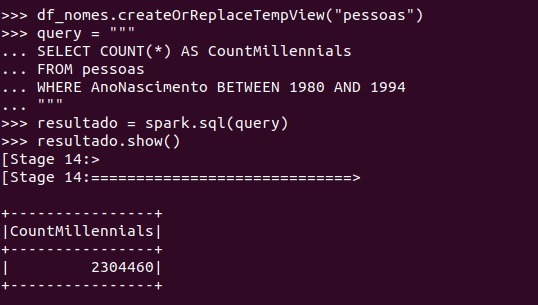 >>> df_nomes.createOrReplaceTempView("pessoas")
>>> query = """
... SELECT COUNT(*) AS CountMillennials
... FROM pessoas
... WHERE AnoNascimento BETWEEN 1980 AND 1994
... """
>>> resultado = spark.sql(query)
>>> resultado.show()
[Stage 14:>
[Stage 14:=============================>
+----------------+
|CountMillennials|
+----------------+
|         2304460|
+----------------+